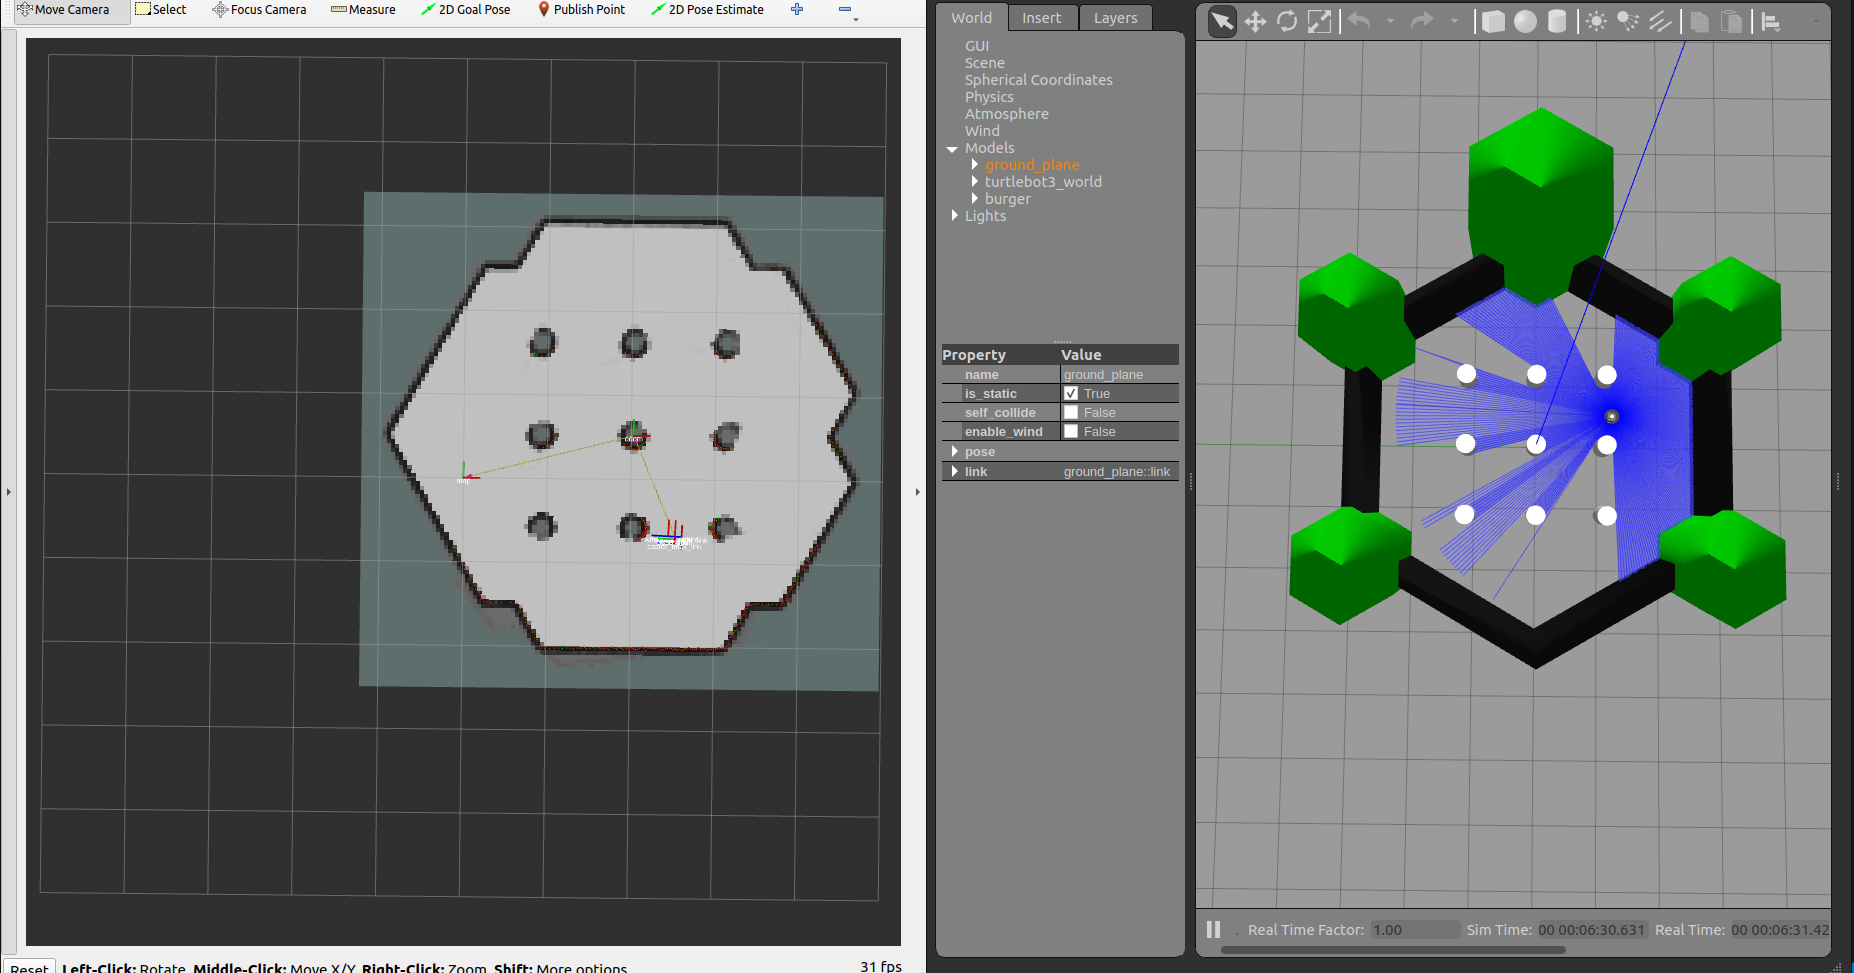 Move Camera Select Focus Camera Measure 2D Goal Pose Publish Point 2D Pose Estimate
odom
map
Reset Left-Click: Rotate. Middle-Click: Move X/Y. Right-Click: Zoom. Shift: More options. 31 fps
World Insert Layers
GUI
Scene
Spherical Coordinates
Physics
Atmosphere
Wind
Models
ground_plane
turtlebot3_world
burger
Lights
Property Value
name ground_plane
is_static True
self_collide False
enable_wind False
pose
link ground_plane::link
Real Time Factor: 1.00 Sim Time: 00 00:06:30.631 Real Time: 00 00:06:31.42